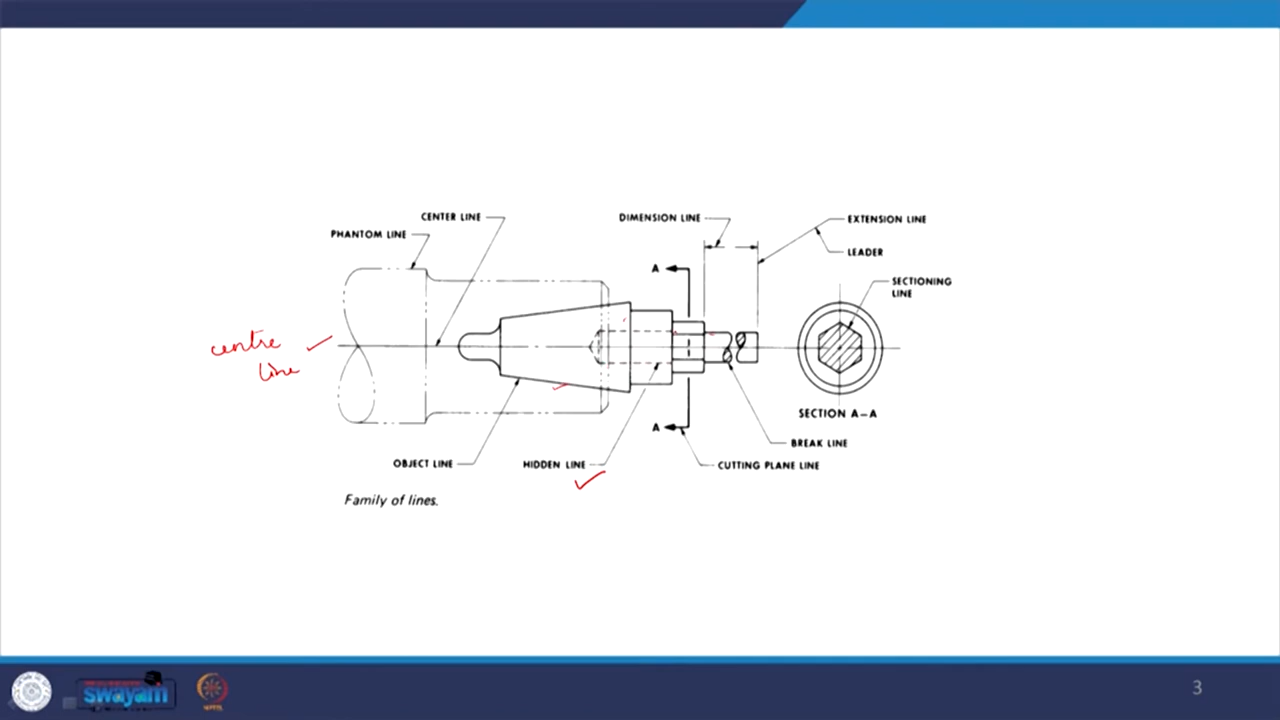 CENTER LINE
DIMENSION LINE
EXTENSION LINE
PHANTOM LINE
LEADER
A
SECTIONING
LINE
centre
line
SECTION A-A
A
BREAK LINE
OBJECT LINE
HIDDEN LINE
CUTTING PLANE LINE
Family of lines.
swayam
3